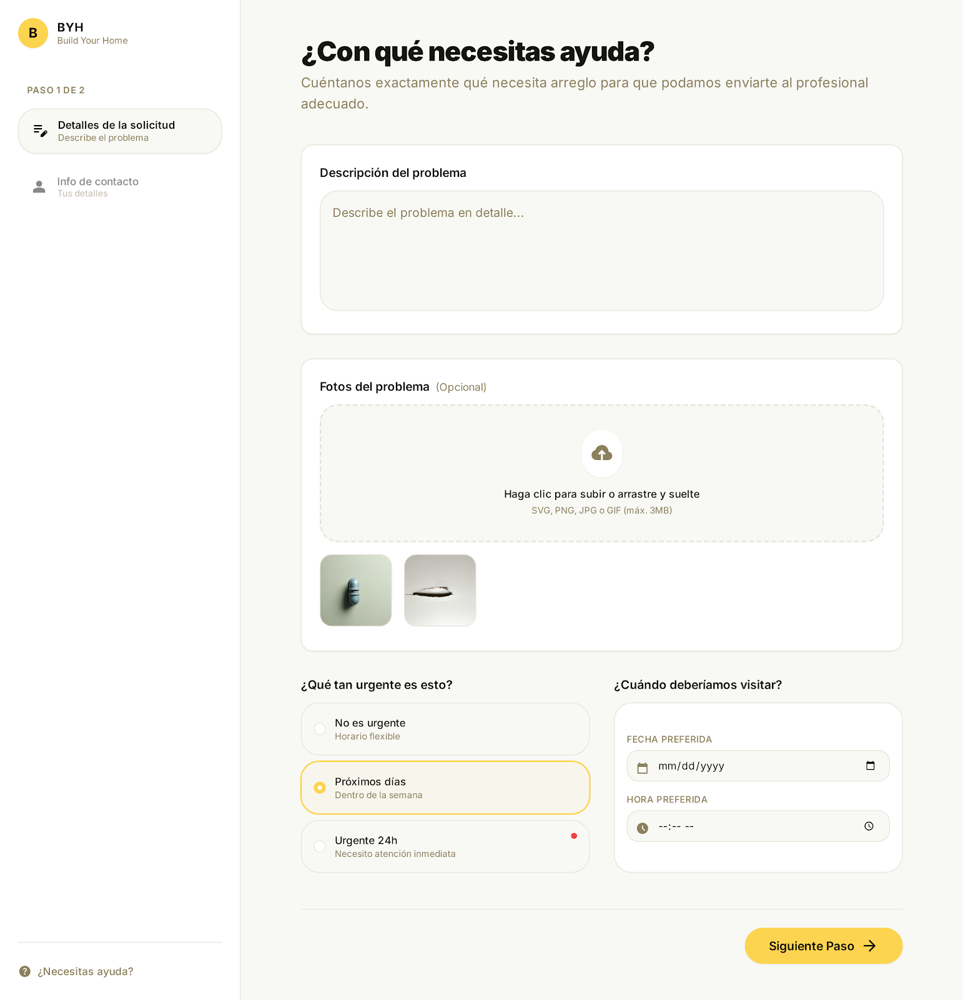 B
BYH
Build Your Home
PASO 1 DE 2
Detalles de la solicitud
Describe el problema
Info de contacto
Tus detalles
¿Necesitas ayuda?
¿Con qué necesitas ayuda?
Cuéntanos exactamente qué necesita arreglo para que podamos enviarte al profesional
adecuado.
Descripción del problema
Describe el problema en detalle...
Fotos del problema (Opcional)
Haga clic para subir o arrastre y suelte
SVG, PNG, JPG o GIF (máx. 3MB)
¿Qué tan urgente es esto?
No es urgente
Horario flexible
Próximos días
Dentro de la semana
Urgente 24h
Necesito atención inmediata
¿Cuándo deberíamos visitar?
FECHA PREFERIDA
mm/dd/yyyy
HORA PREFERIDA
--:-- --
Siguiente Paso